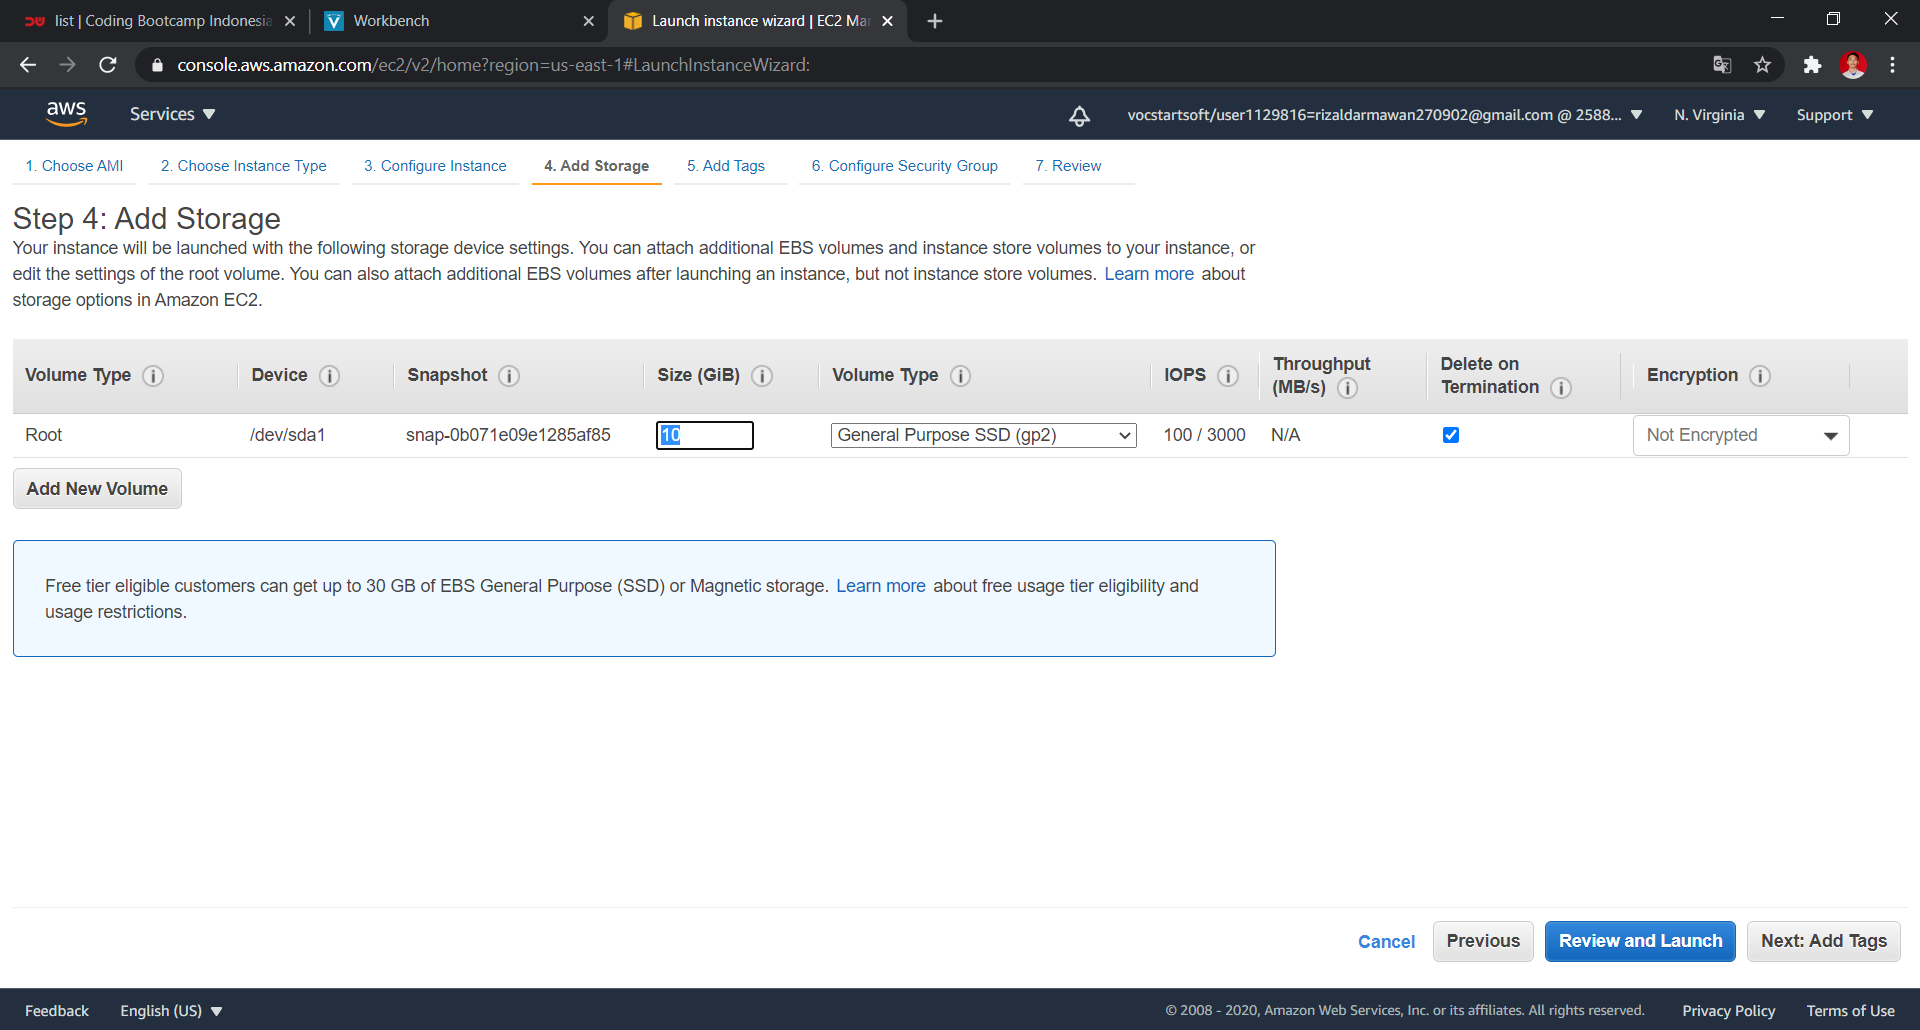 list | Coding Bootcamp Indonesia
Workbench
Launch instance wizard | EC2 Ma
console.aws.amazon.com/ec2/v2/home?region=us-east-1#LaunchInstanceWizard:
aws
Services
vocstartsoft/user1129816=rizaldarmawan270902@gmail.com @ 2588...
N. Virginia
Support
1. Choose AMI
2. Choose Instance Type
3. Configure Instance
4. Add Storage
5. Add Tags
6. Configure Security Group
7. Review
Step 4: Add Storage
Your instance will be launched with the following storage device settings. You can attach additional EBS volumes and instance store volumes to your instance, or
edit the settings of the root volume. You can also attach additional EBS volumes after launching an instance, but not instance store volumes. Learn more about
storage options in Amazon EC2.
Volume Type
Device
Snapshot
Size (GiB)
Volume Type
IOPS
Throughput
(MB/s)
Delete on
Termination
Encryption
Root
/dev/sda1
snap-0b071e09e1285af85
10
General Purpose SSD (gp2)
100 / 3000
N/A
Not Encrypted
Add New Volume
Free tier eligible customers can get up to 30 GB of EBS General Purpose (SSD) or Magnetic storage. Learn more about free usage tier eligibility and
usage restrictions.
Cancel
Previous
Review and Launch
Next: Add Tags
Feedback
English (US)
© 2008 - 2020, Amazon Web Services, Inc. or its affiliates. All rights reserved.
Privacy Policy
Terms of Use